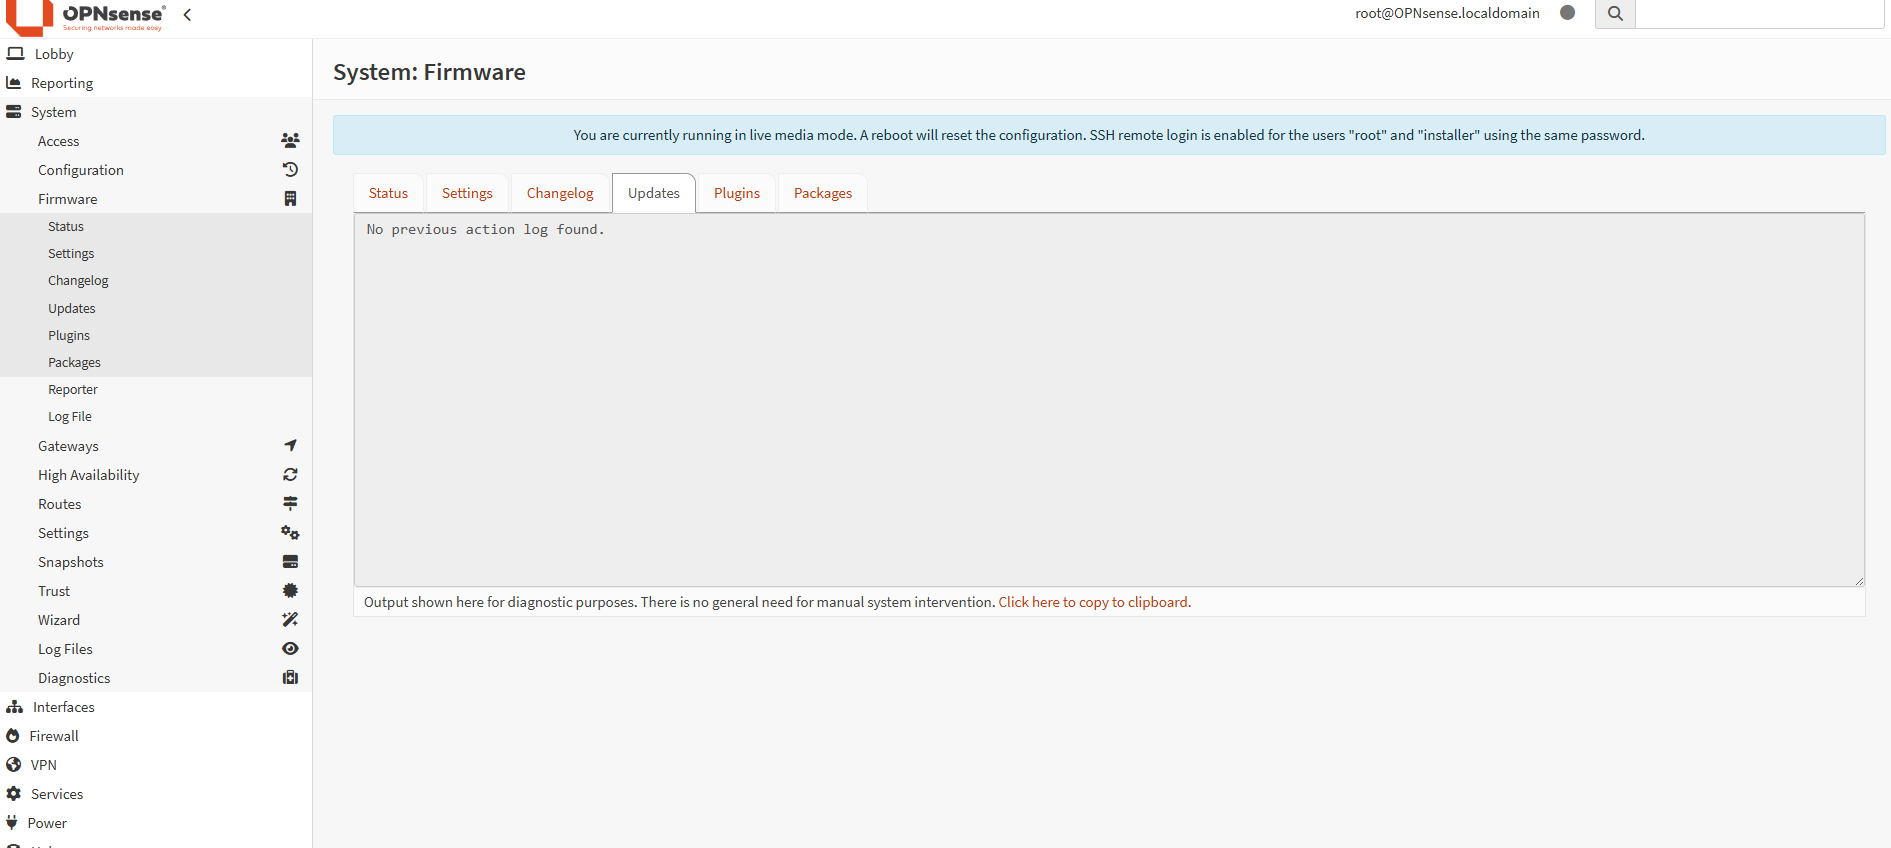 OPNsense®
Securing networks made easy
root@OPNsense.localdomain
Lobby
Reporting
System
Access
Configuration
Firmware
Status
Settings
Changelog
Updates
Plugins
Packages
Reporter
Log File
Gateways
High Availability
Routes
Settings
Snapshots
Trust
Wizard
Log Files
Diagnostics
Interfaces
Firewall
VPN
Services
Power
System: Firmware
You are currently running in live media mode. A reboot will reset the configuration. SSH remote login is enabled for the users "root" and "installer" using the same password.
Status Settings Changelog Updates Plugins Packages
No previous action log found.
Output shown here for diagnostic purposes. There is no general need for manual system intervention. Click here to copy to clipboard.